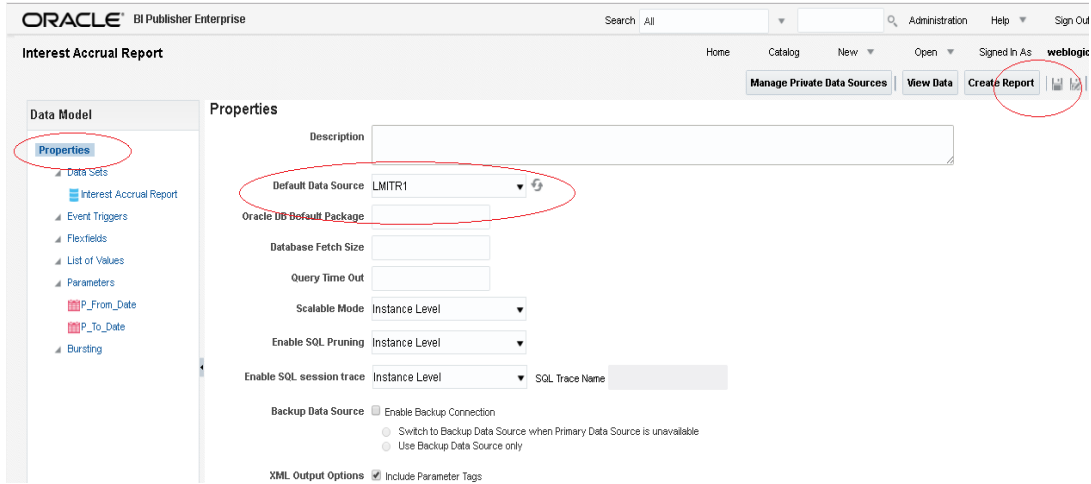 ORACLE® BI Publisher Enterprise
Search All
Administration Help Sign Out
Interest Accrual Report
Home Catalog New Open Signed In As weblogic
Manage Private Data Sources View Data Create Report
Data Model
Properties
Data Sets
Interest Accrual Report
Event Triggers
Flexfields
List of Values
Parameters
P_From_Date
P_To_Date
Bursting
Properties
Description
Default Data Source LMITR1
Oracle DB Default Package
Database Fetch Size
Query Time Out
Scalable Mode Instance Level
Enable SQL Pruning Instance Level
Enable SQL session trace Instance Level SQL Trace Name
Backup Data Source Enable Backup Connection
Switch to Backup Data Source when Primary Data Source is unavailable
Use Backup Data Source only
XML Output Options Include Parameter Tags